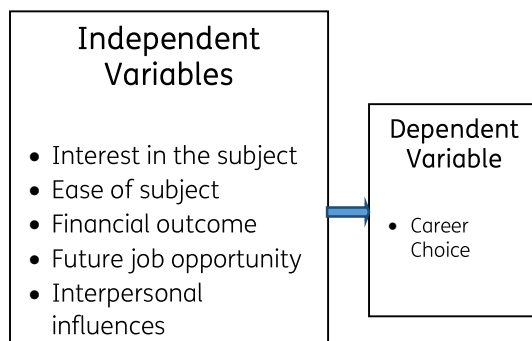 Independent
Variables
• Interest in the subject
• Ease of subject
• Financial outcome
• Future job opportunity
• Interpersonal
influences
Dependent
Variable
• Career
Choice